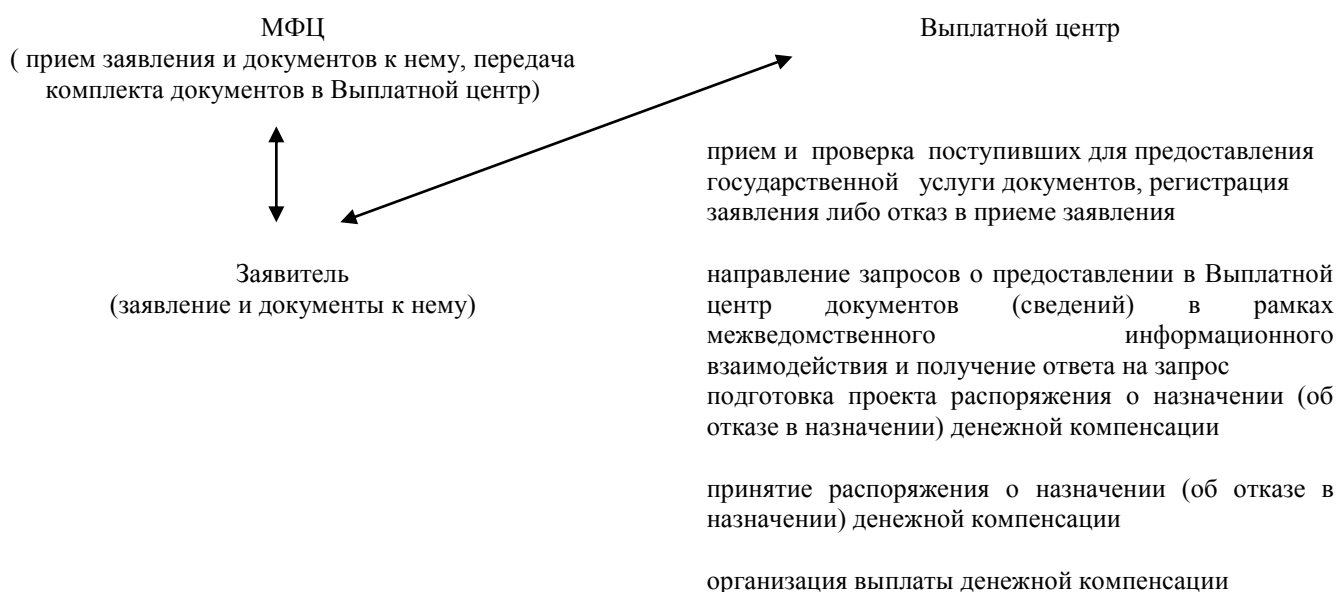 МФЦ
( прием заявления и документов к нему, передача
комплекта документов в Выплатной центр)
Заявитель
(заявление и документы к нему)
Выплатной центр
прием и проверка поступивших для предоставления
государственной услуги документов, регистрация
заявления либо отказ в приеме заявления
направление запросов о предоставлении в Выплатной
центр документов (сведений) в рамках
межведомственного информационного
взаимодействия и получение ответа на запрос
подготовка проекта распоряжения о назначении (об
отказе в назначении) денежной компенсации
принятие распоряжения о назначении (об отказе в
назначении) денежной компенсации
организация выплаты денежной компенсации